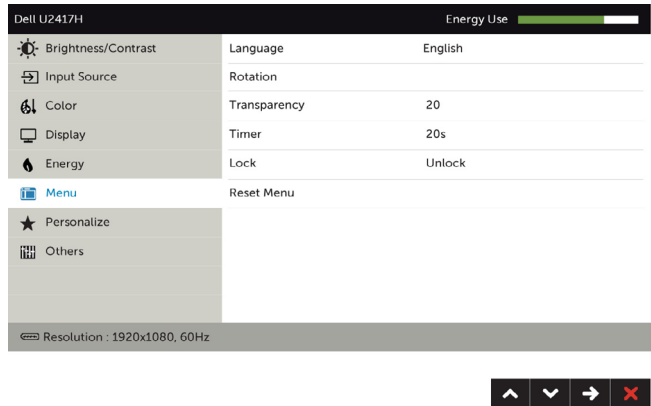 Dell U2417H Energy Use
Brightness/Contrast Language English
Input Source Rotation
Color Transparency 20
Display Timer 20s
Energy Lock Unlock
Menu Reset Menu
Personalize
Others
Resolution : 1920x1080, 60Hz